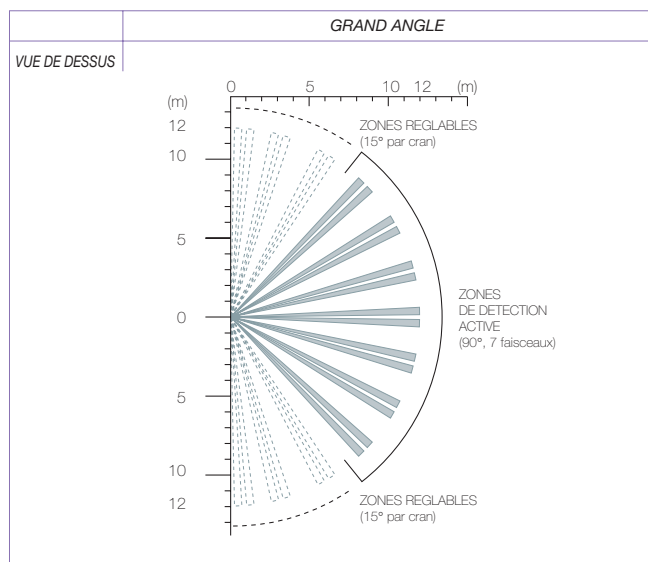 GRAND ANGLE
VUE DE DESSUS
0 5 10 12 (m)
(m)
12
10
5
0
5
10
12
ZONES REGLABLES
(15° par cran)
ZONES
DE DETECTION
ACTIVE
(90°, 7 faisceaux)
ZONES REGLABLES
(15° par cran)